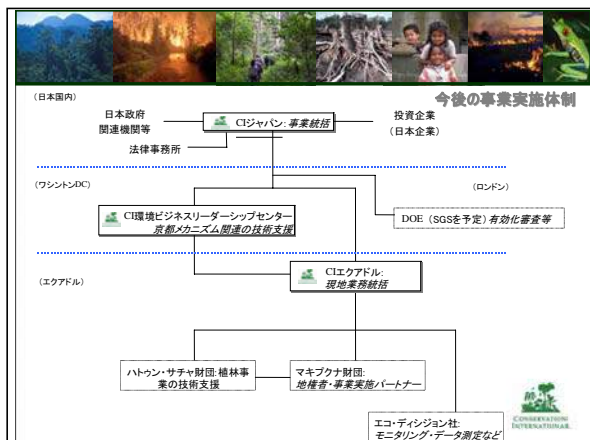 今後の事業実施体制
（日本国内）
日本政府
関連機関等
CIジャパン: 事業統括
投資企業
（日本企業）
法律事務所
（ワシントンDC）
（ロンドン）
CI環境ビジネスリーダーシップセンター
京都メカニズム関連の技術支援
DOE（SGSを予定）有効化審査等
（エクアドル）
CIエクアドル:
現地業務統括
ハトゥン・サチャ財団:植林事
業の技術支援
マキプクナ財団:
地権者・事業実施パートナー
エコ・ディシジョン社:
モニタリング・データ測定など
CONSERVATION
INTERNATIONAL